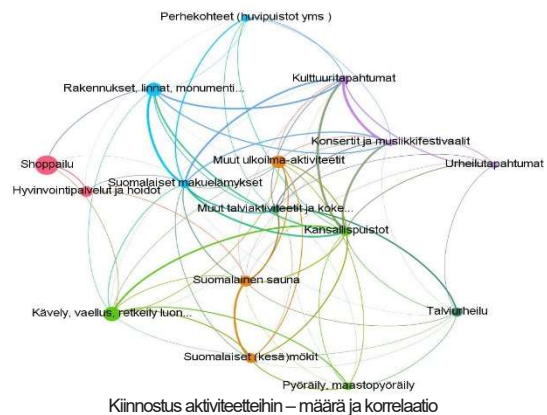 Perhekohteet (huvipuistot yms )
Kulttuuritapahtumat
Rakennukset, linnat, monumenti...
Konsertit ja musiikkifestivaalit
Shoppailu
Muut ulkoilma-aktiviteetit
Urheilutapahtumat
Hyvinvointipalvelut ja hoidot
Suomalaiset makuelämykset
Muut talviaktiviteetit ja koke...
Kansallispuistot
Suomalainen sauna
Kävely, vaellus, retkeily luon...
Talviurheilu
Suomalaiset (kesä)mökit
Pyöräily, maastopyöräily
Kiinnostus aktiviteetteihin – määrä ja korrelaatio